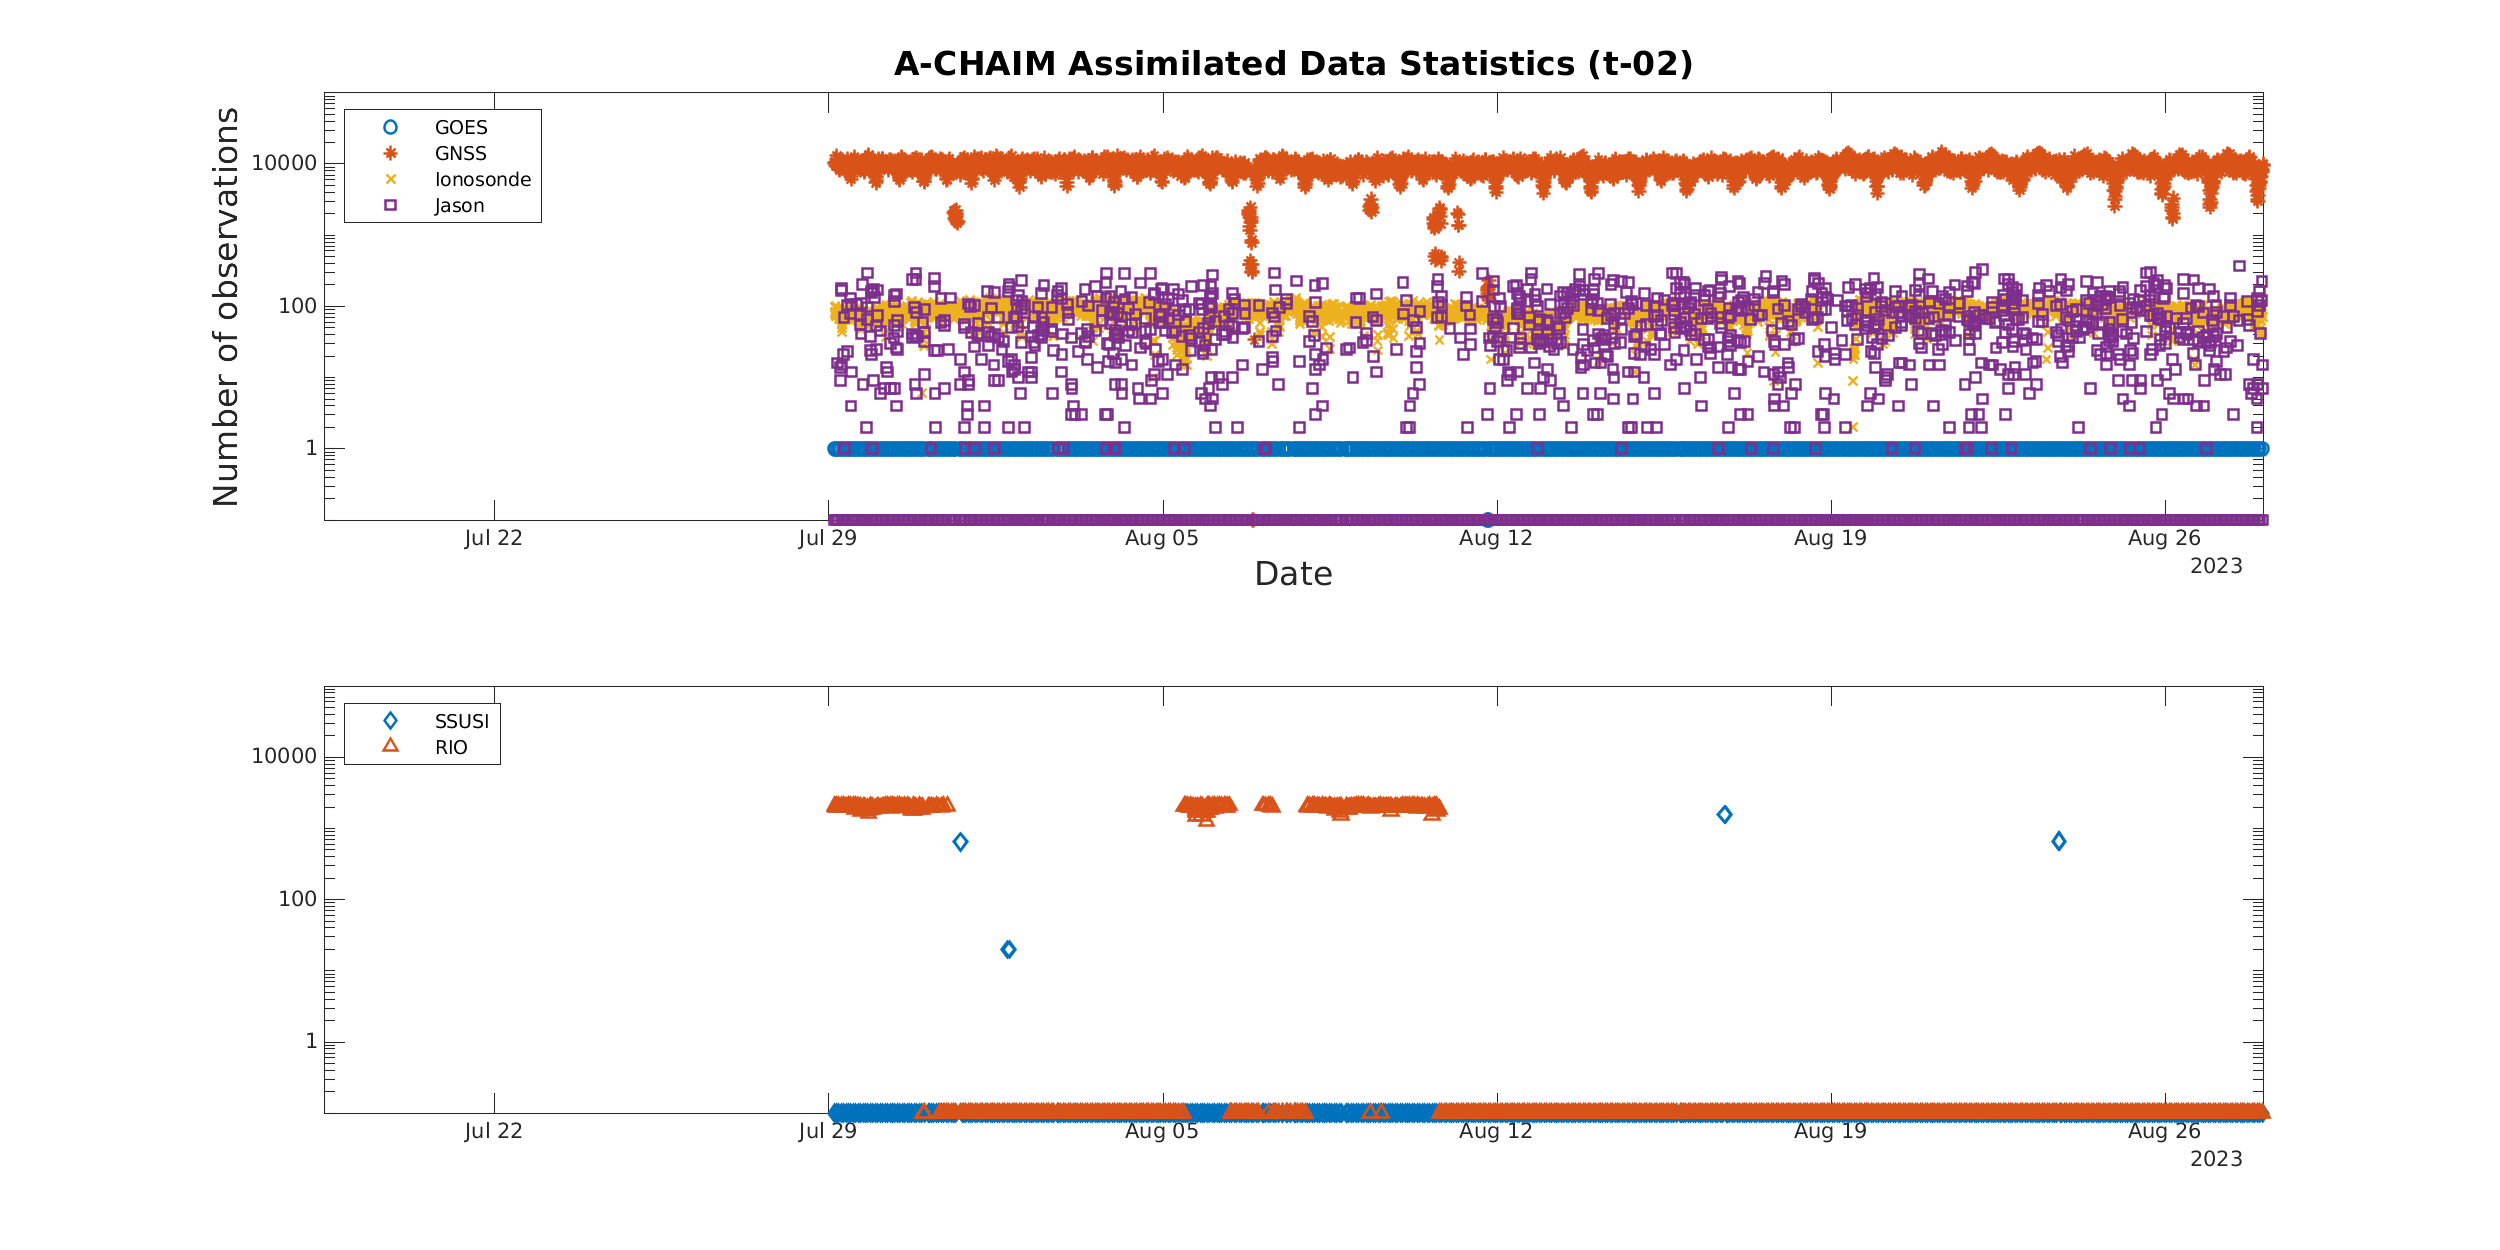 A-CHAIM Assimilated Data Statistics (t-02)
Number of observations
10000
100
1
GOES
GNSS
Ionosonde
Jason
Jul 22
Jul 29
Aug 05
Aug 12
Aug 19
Aug 26
2023
Date
10000
100
1
SSUSI
RIO
Jul 22
Jul 29
Aug 05
Aug 12
Aug 19
Aug 26
2023